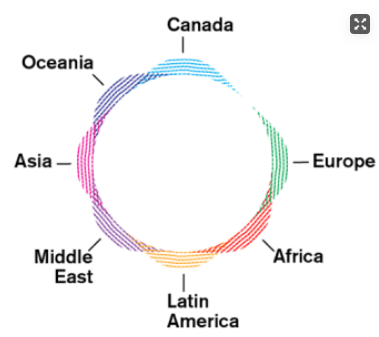 Canada
Oceania
Asia
Europe
Middle
East
Africa
Latin
America